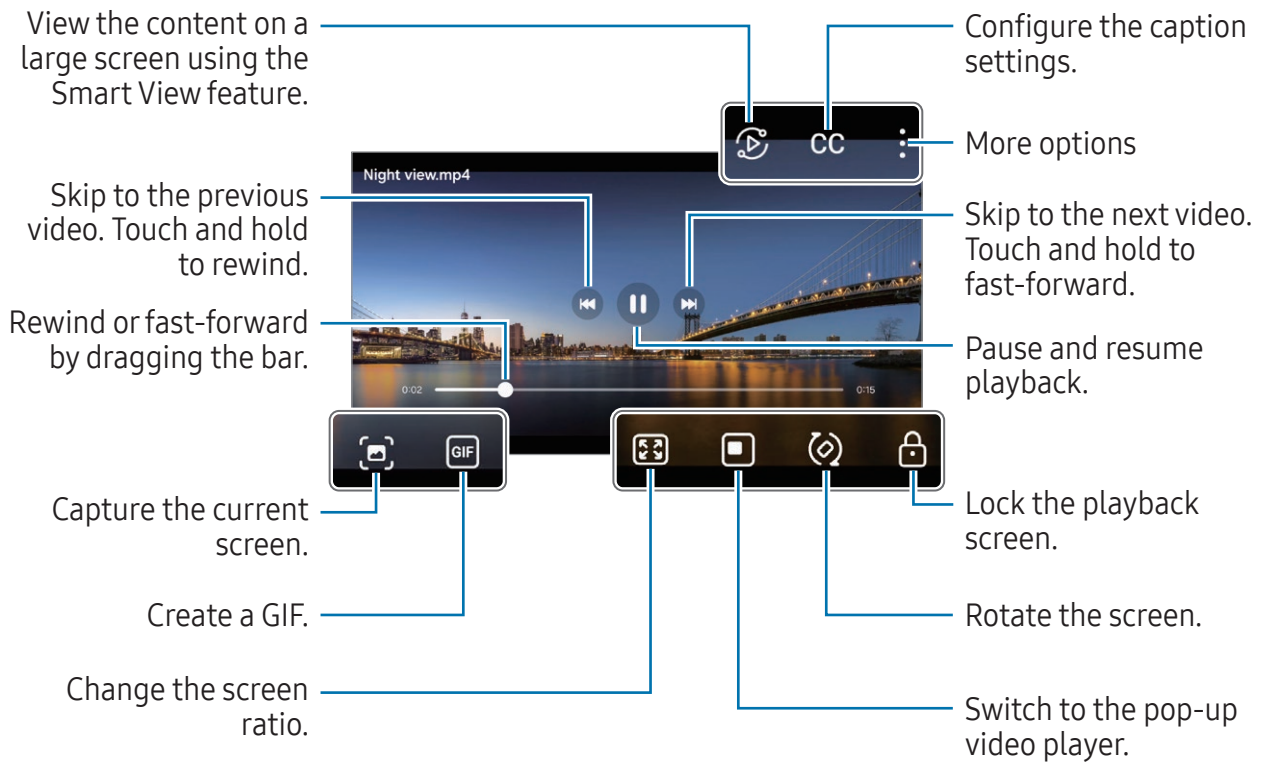 View the content on a
large screen using the
Smart View feature.
Configure the caption
settings.
CC
More options
Night view.mp4
Skip to the previous
video. Touch and hold
to rewind.
Skip to the next video.
Touch and hold to
fast-forward.
Rewind or fast-forward
by dragging the bar.
Pause and resume
playback.
0:02
0:15
GIF
Capture the current
screen.
Lock the playback
screen.
Create a GIF.
Rotate the screen.
Change the screen
ratio.
Switch to the pop-up
video player.